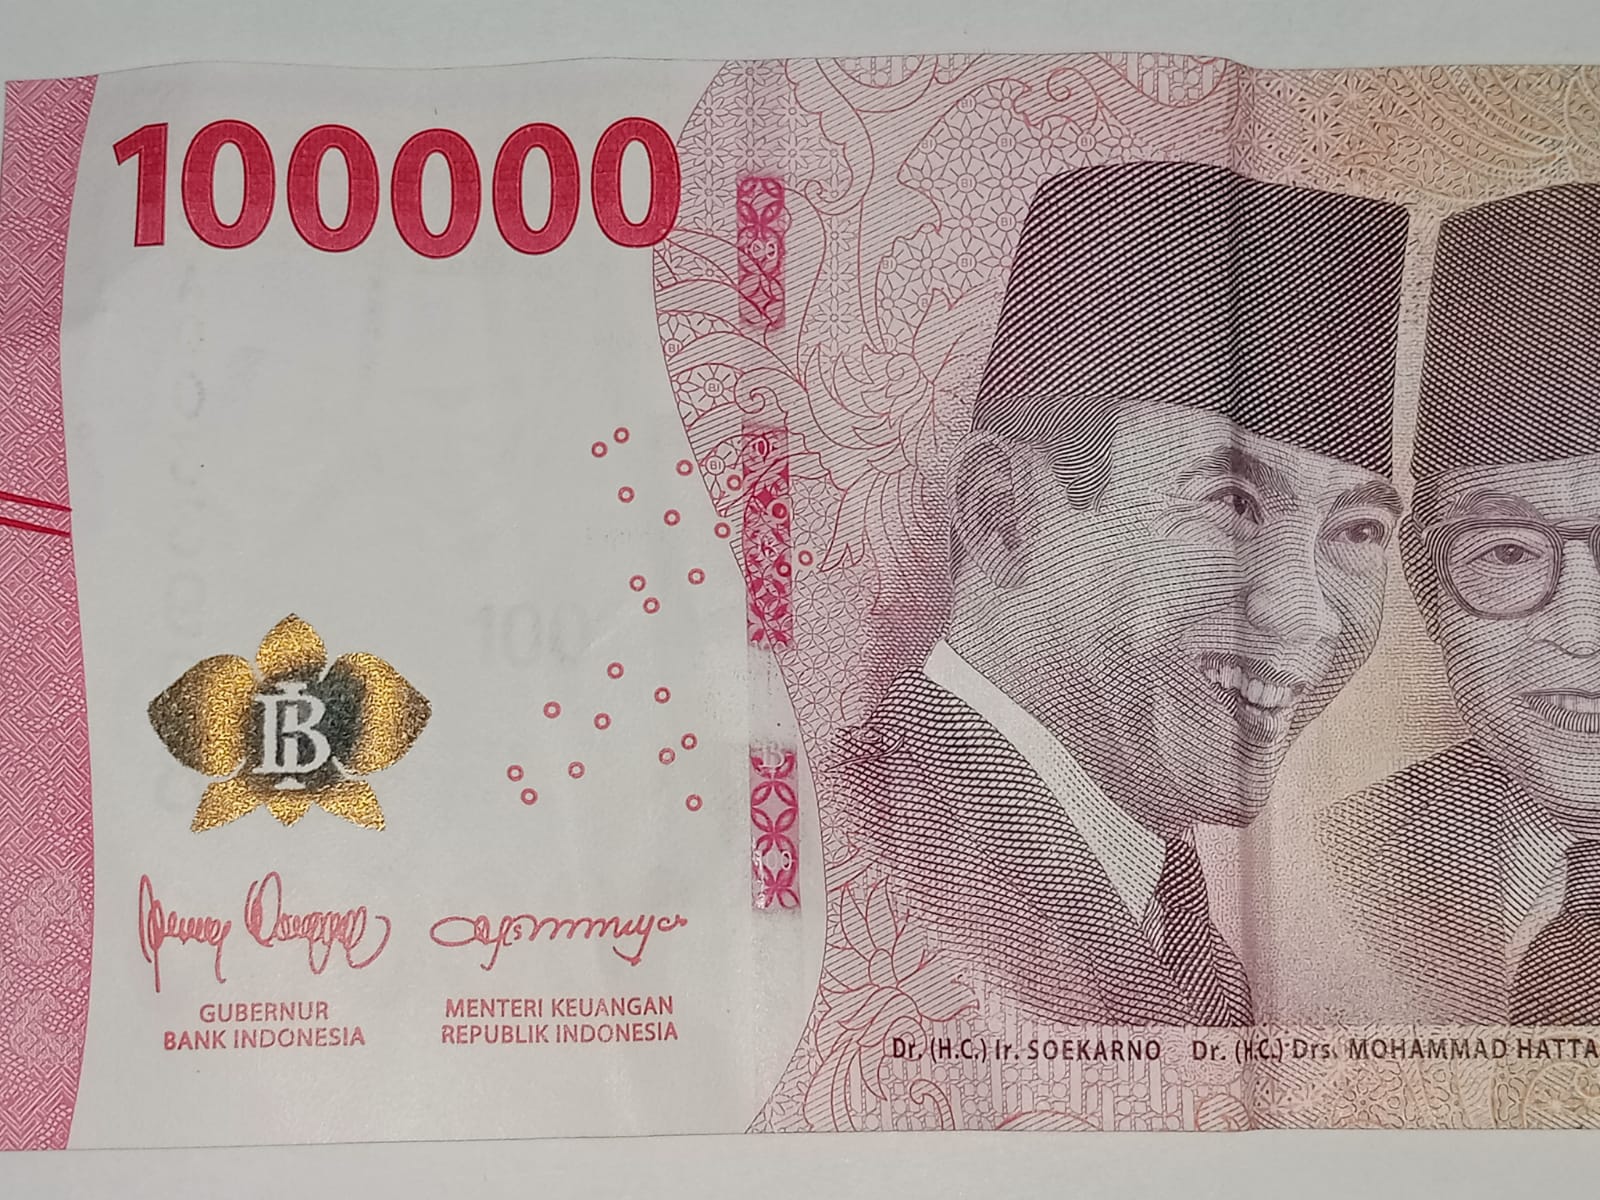 100000
BI
GUBERNUR
BANK INDONESIA
MENTERI KEUANGAN
REPUBLIK INDONESIA
Dr. (H.C.) Ir. SOEKARNO
Dr. (H.C.) Drs. MOHAMMAD HATTA